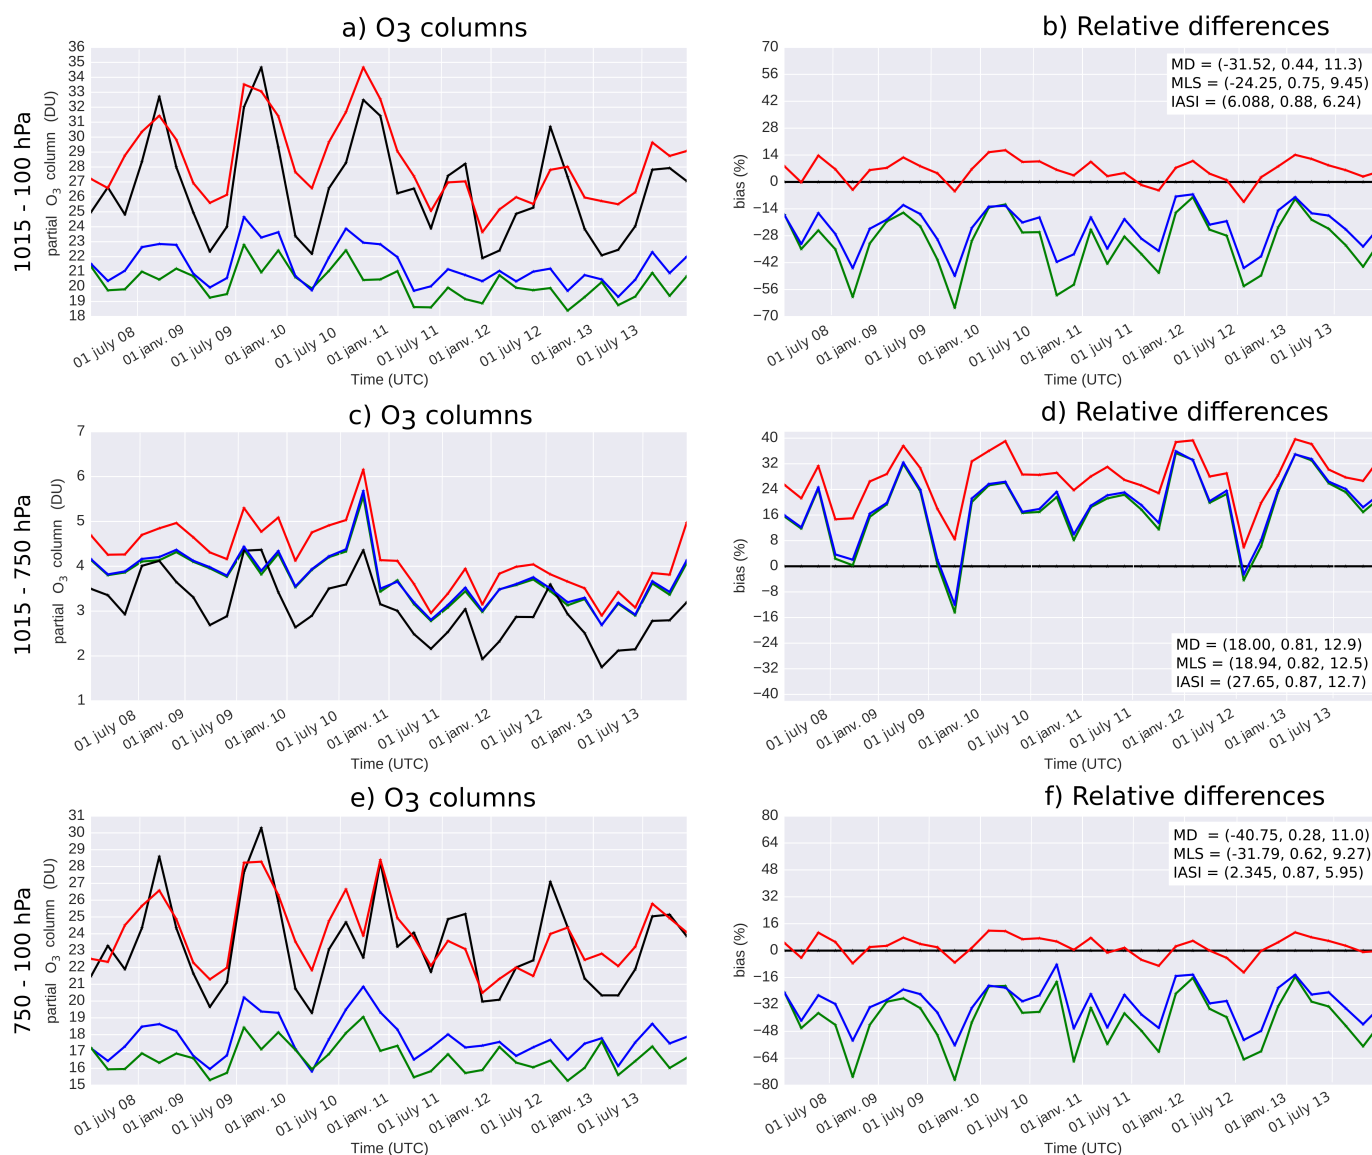 a) O3 columns
1015 - 100 hPa
partial O3 column (DU)
36
35
34
33
32
31
30
29
28
27
26
25
24
23
22
21
20
19
18
01 july 08
01 janv. 09
01 july 09
01 janv. 10
01 july 10
01 janv. 11
01 july 11
01 janv. 12
01 july 12
01 janv. 13
01 july 13
Time (UTC)
b) Relative differences
bias (%)
70
56
42
28
14
0
−14
−28
−42
−56
−70
MD = (-31.52, 0.44, 11.3)
MLS = (-24.25, 0.75, 9.45)
IASI = (6.088, 0.88, 6.24)
01 july 08
01 janv. 09
01 july 09
01 janv. 10
01 july 10
01 janv. 11
01 july 11
01 janv. 12
01 july 12
01 janv. 13
01 july 13
Time (UTC)
c) O3 columns
1015 - 750 hPa
partial O3 column (DU)
7
6
5
4
3
2
1
01 july 08
01 janv. 09
01 july 09
01 janv. 10
01 july 10
01 janv. 11
01 july 11
01 janv. 12
01 july 12
01 janv. 13
01 july 13
Time (UTC)
d) Relative differences
bias (%)
40
32
24
16
8
0
−8
−16
−24
−32
−40
MD = (18.00, 0.81, 12.9)
MLS = (18.94, 0.82, 12.5)
IASI = (27.65, 0.87, 12.7)
01 july 08
01 janv. 09
01 july 09
01 janv. 10
01 july 10
01 janv. 11
01 july 11
01 janv. 12
01 july 12
01 janv. 13
01 july 13
Time (UTC)
e) O3 columns
750 - 100 hPa
partial O3 column (DU)
31
30
29
28
27
26
25
24
23
22
21
20
19
18
17
16
15
01 july 08
01 janv. 09
01 july 09
01 janv. 10
01 july 10
01 janv. 11
01 july 11
01 janv. 12
01 july 12
01 janv. 13
01 july 13
Time (UTC)
f) Relative differences
bias (%)
80
64
48
32
16
0
−16
−32
−48
−64
−80
MD = (-40.75, 0.28, 11.0)
MLS = (-31.79, 0.62, 9.27)
IASI = (2.345, 0.87, 5.95)
01 july 08
01 janv. 09
01 july 09
01 janv. 10
01 july 10
01 janv. 11
01 july 11
01 janv. 12
01 july 12
01 janv. 13
01 july 13
Time (UTC)